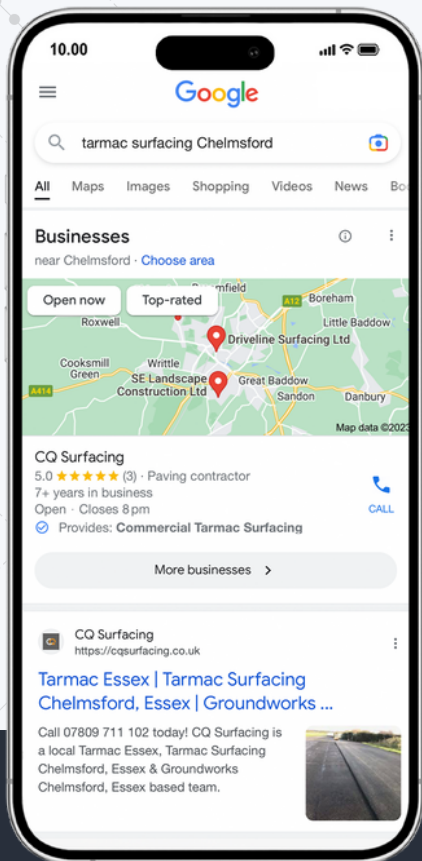 10.00
Google
tarmac surfacing Chelmsford
All Maps Images Shopping Videos News
Businesses
near Chelmsford · Choose area
Open now Top-rated
A12 Boreham
Roxwell
Little Baddow
Driveline Surfacing Ltd
Cooksmill
Green
Writtle
SE Landscape
Construction Ltd
Great Baddow
A414
Sandon
Danbury
Map data ©2023
CQ Surfacing
5.0 ★★★★★ (3) · Paving contractor
7+ years in business
Open · Closes 8 pm
Provides: Commercial Tarmac Surfacing
CALL
More businesses >
CQ Surfacing
https://cqsurfacing.co.uk
Tarmac Essex | Tarmac Surfacing
Chelmsford, Essex | Groundworks ...
Call 07809 711 102 today! CQ Surfacing is
a local Tarmac Essex, Tarmac Surfacing
Chelmsford, Essex & Groundworks
Chelmsford, Essex based team.